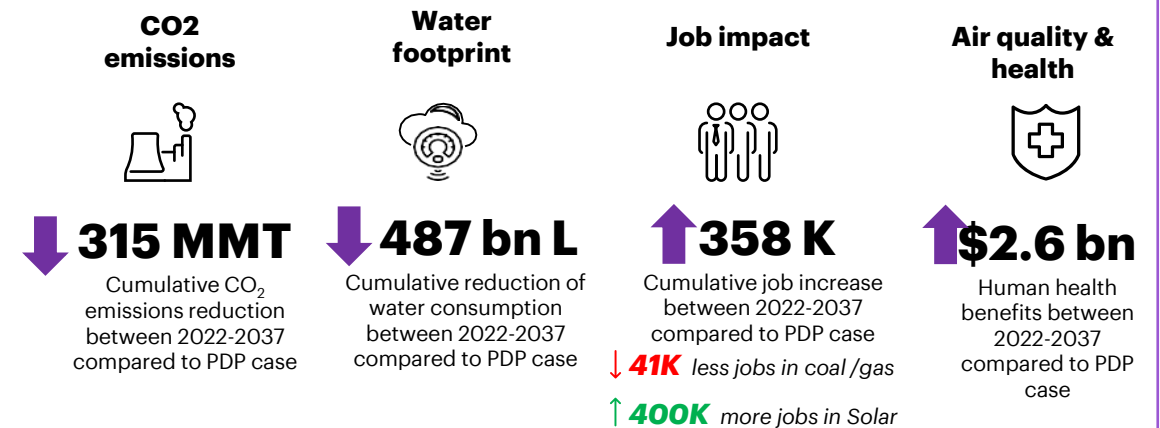 CO2
emissions
315 MMT
Cumulative CO₂
emissions reduction
between 2022-2037
compared to PDP case
Water
footprint
487 bn L
Cumulative reduction of
water consumption
between 2022-2037
compared to PDP case
Job impact
358 K
Cumulative job increase
between 2022-2037
compared to PDP case
↓ 41K less jobs in coal /gas
↑ 400K more jobs in Solar
Air quality &
health
$2.6 bn
Human health
benefits between
2022-2037
compared to PDP
case